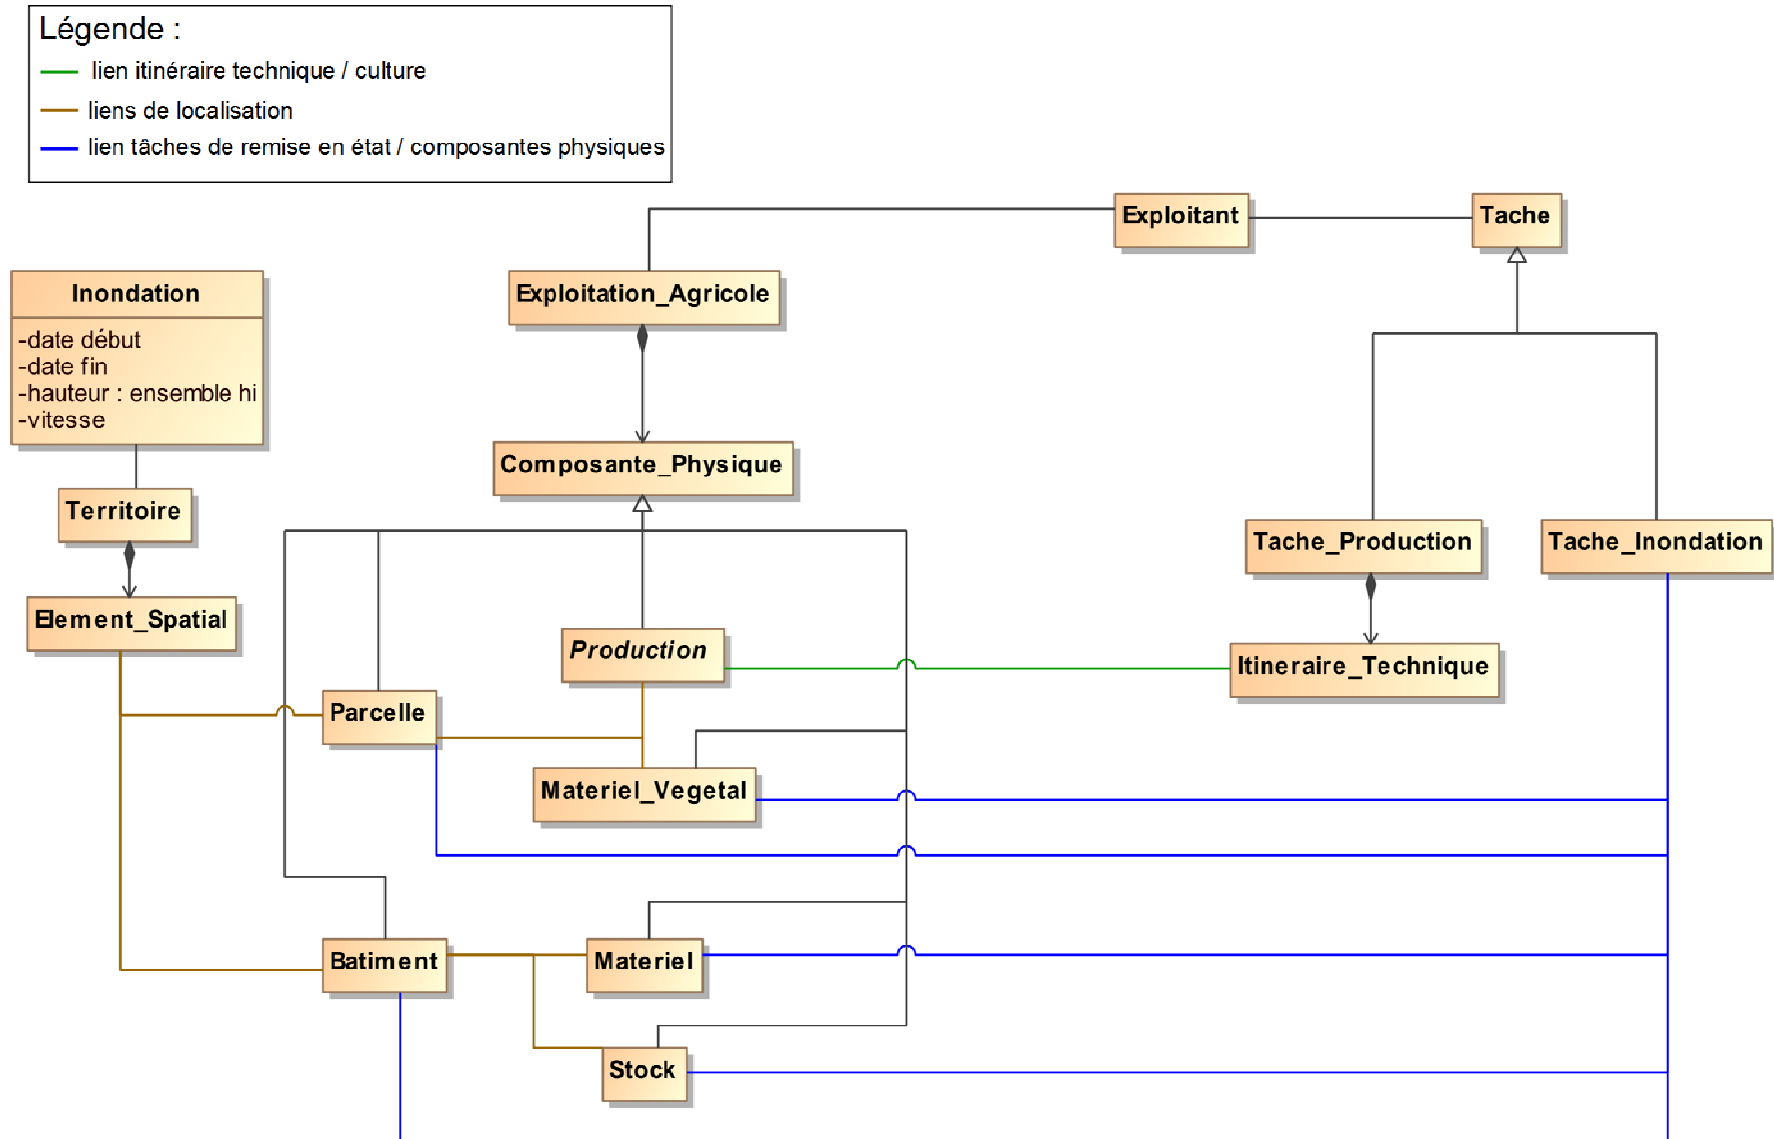 Légende :
lien itinéraire technique / culture
liens de localisation
lien tâches de remise en état / composantes physiques
Exploitant
Tache
Inondation
-date début
-date fin
-hauteur : ensemble hi
-vitesse
Exploitation_Agricole
Composante_Physique
Territoire
Tache_Production
Tache_Inondation
Element_Spatial
Production
Itineraire_Technique
Parcelle
Materiel_Vegetal
Batiment
Materiel
Stock